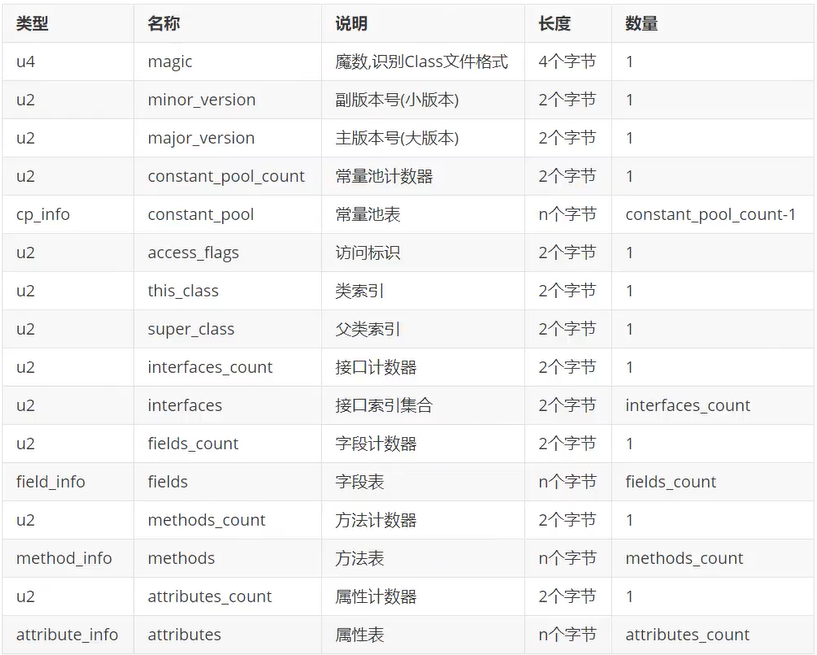 类型 名称 说明 长度 数量
u4 magic 魔数,识别Class文件格式 4个字节 1
u2 minor_version 副版本号(小版本) 2个字节 1
u2 major_version 主版本号(大版本) 2个字节 1
u2 constant_pool_count 常量池计数器 2个字节 1
cp_info constant_pool 常量池表 n个字节 constant_pool_count-1
u2 access_flags 访问标识 2个字节 1
u2 this_class 类索引 2个字节 1
u2 super_class 父类索引 2个字节 1
u2 interfaces_count 接口计数器 2个字节 1
u2 interfaces 接口索引集合 2个字节 interfaces_count
u2 fields_count 字段计数器 2个字节 1
field_info fields 字段表 n个字节 fields_count
u2 methods_count 方法计数器 2个字节 1
method_info methods 方法表 n个字节 methods_count
u2 attributes_count 属性计数器 2个字节 1
attribute_info attributes 属性表 n个字节 attributes_count